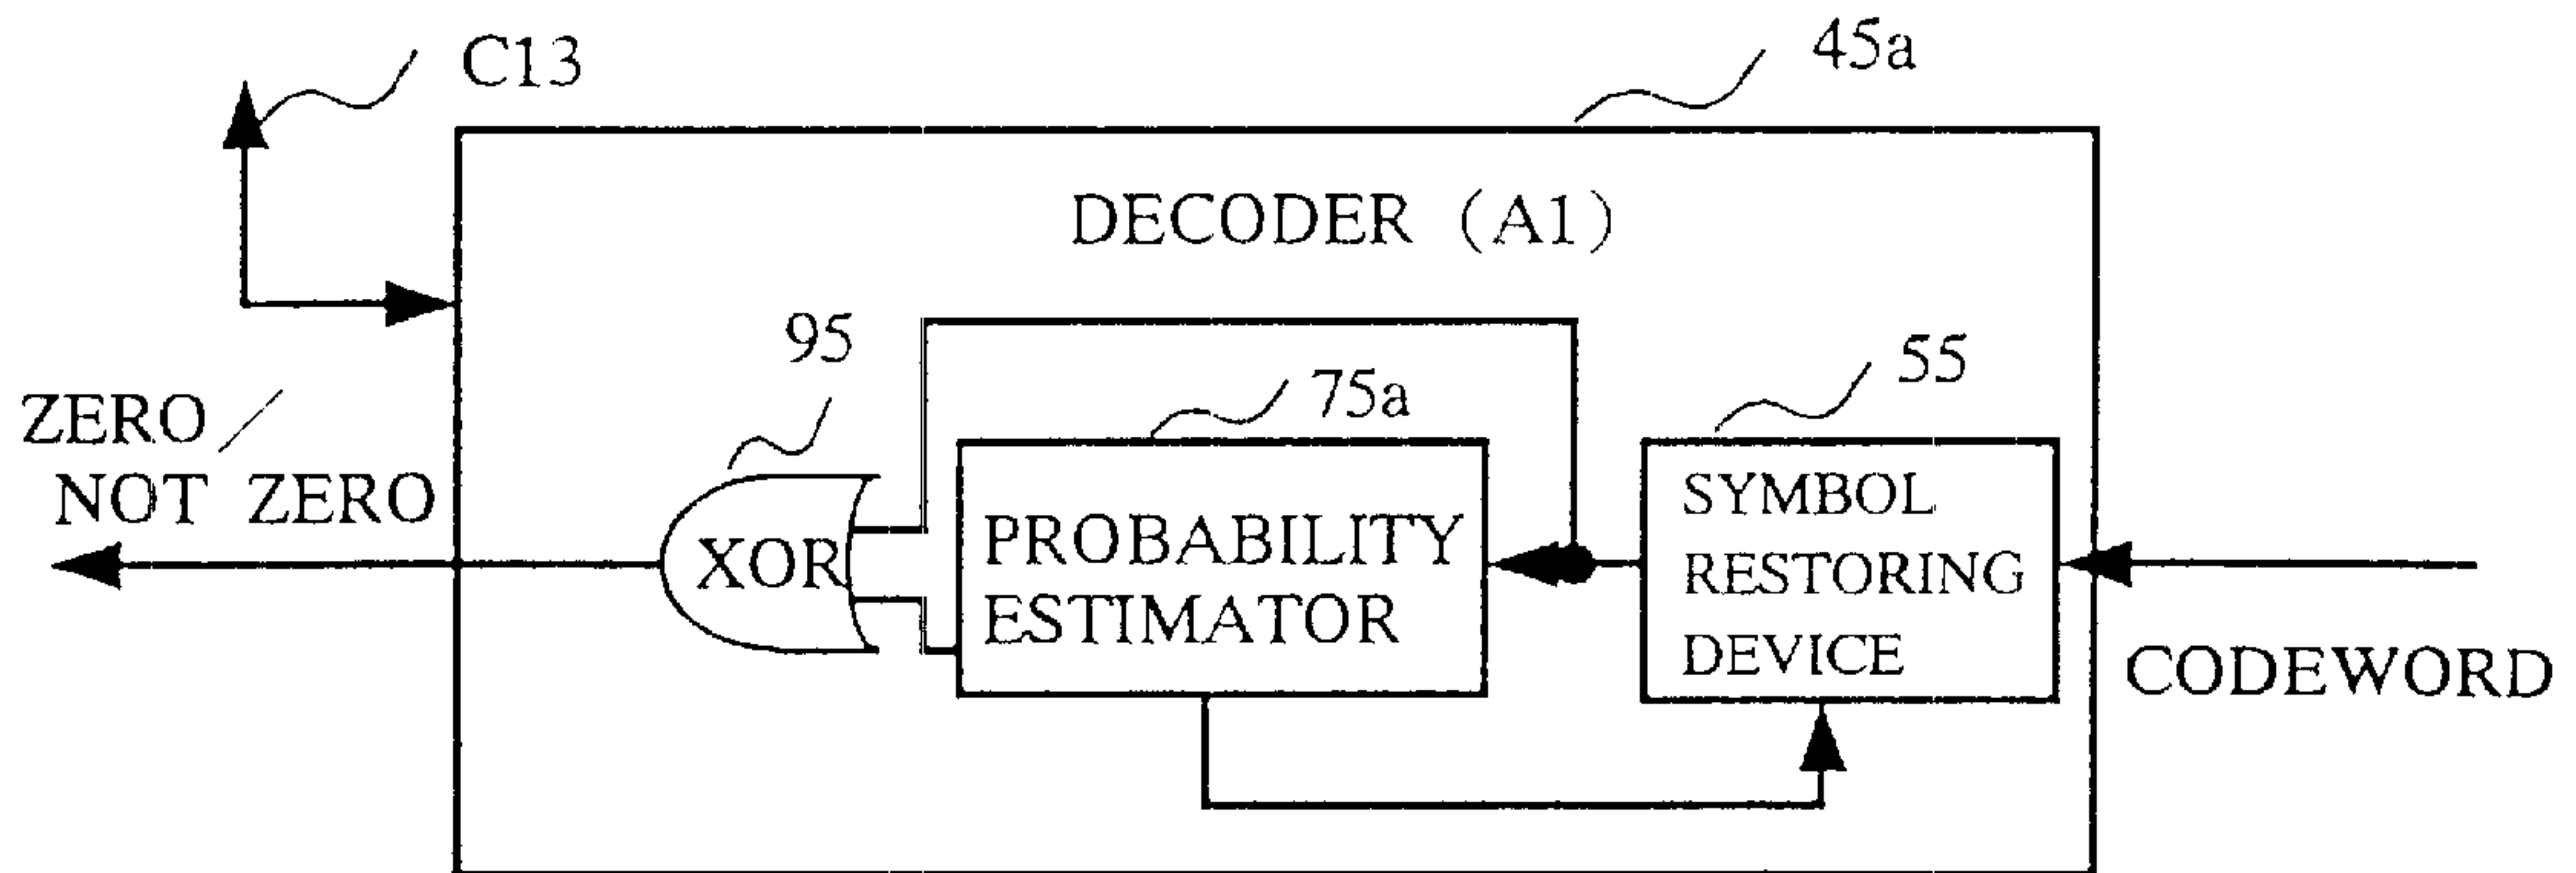 C13
45a
DECODER (A1)
95
75a
55
ZERO /
NOT ZERO
XOR
PROBABILITY
ESTIMATOR
SYMBOL
RESTORING
DEVICE
CODEWORD